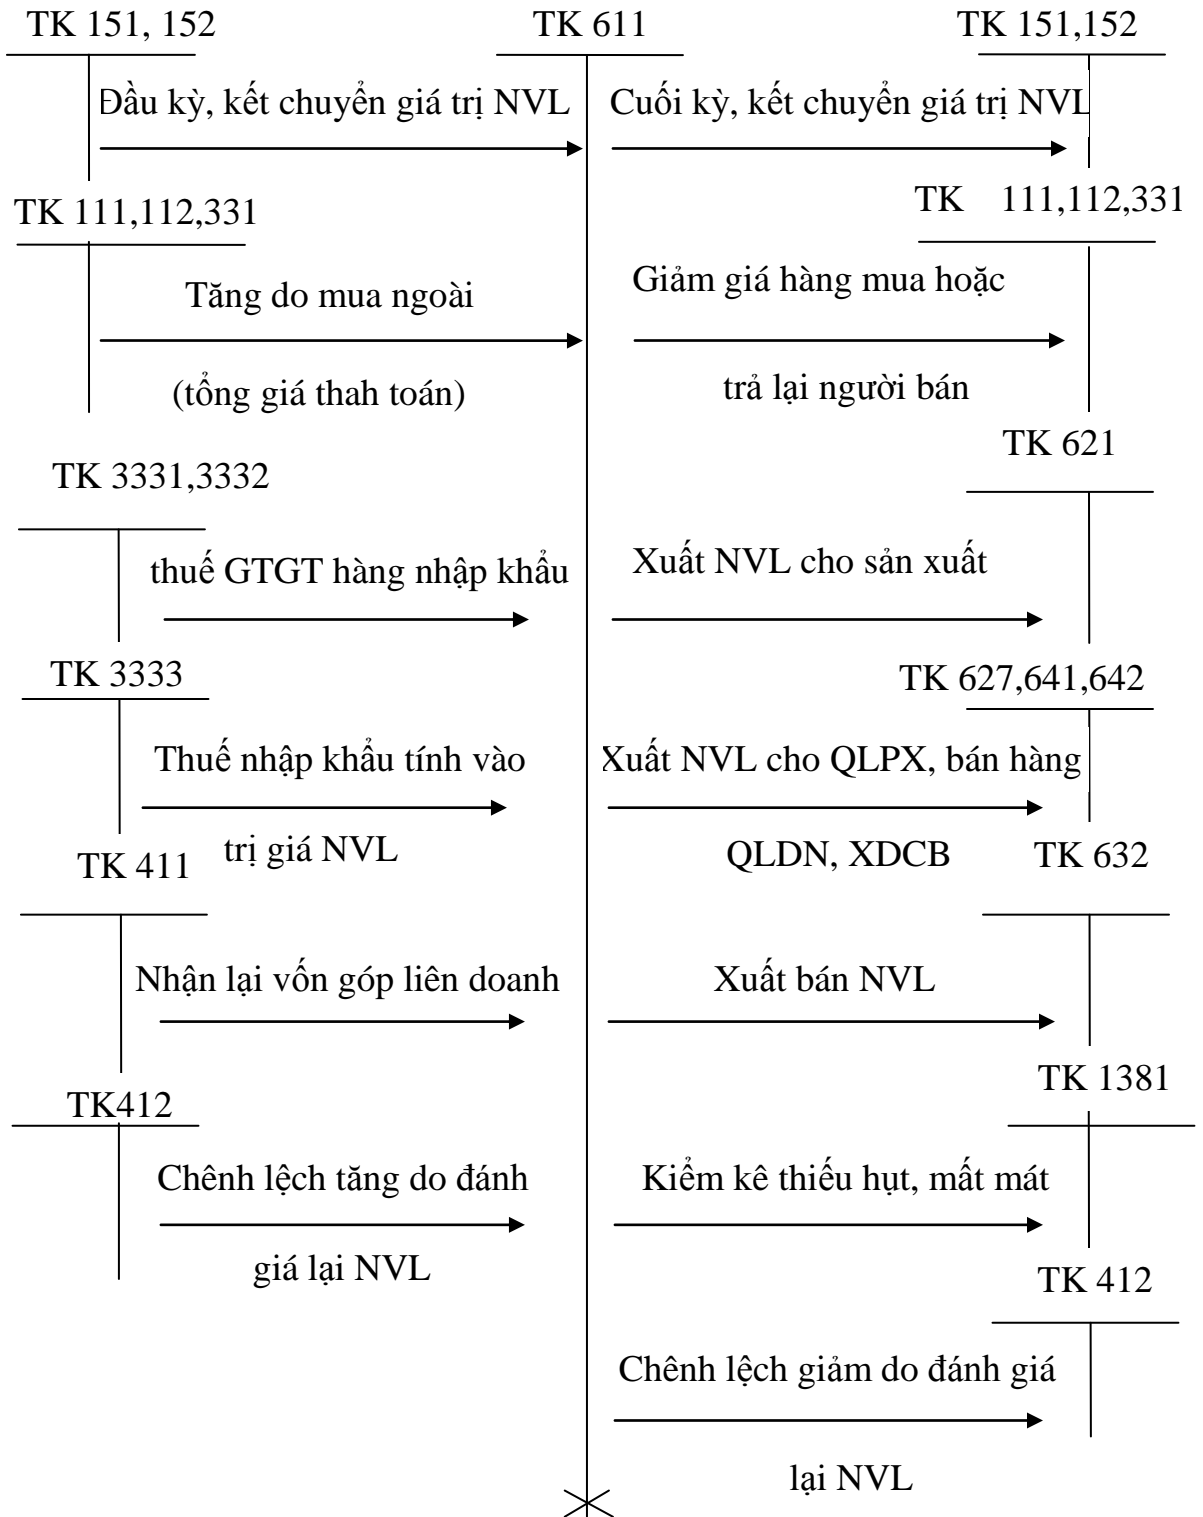 TK 151, 152
TK 611
TK 151,152
Đầu kỳ, kết chuyển giá trị NVL
Cuối kỳ, kết chuyển giá trị NVL
TK 111,112,331
TK 111,112,331
Tăng do mua ngoài
Giảm giá hàng mua hoặc
(tổng giá thah toán)
trả lại người bán
TK 3331,3332
TK 621
thuế GTGT hàng nhập khẩu
Xuất NVL cho sản xuất
TK 3333
TK 627,641,642
Thuế nhập khẩu tính vào
Xuất NVL cho QLPX, bán hàng
trị giá NVL
QLDN, XDCB
TK 411
TK 632
Nhận lại vốn góp liên doanh
Xuất bán NVL
TK412
TK 1381
Chênh lệch tăng do đánh
Kiểm kê thiếu hụt, mất mát
giá lại NVL
TK 412
Chênh lệch giảm do đánh giá
lại NVL